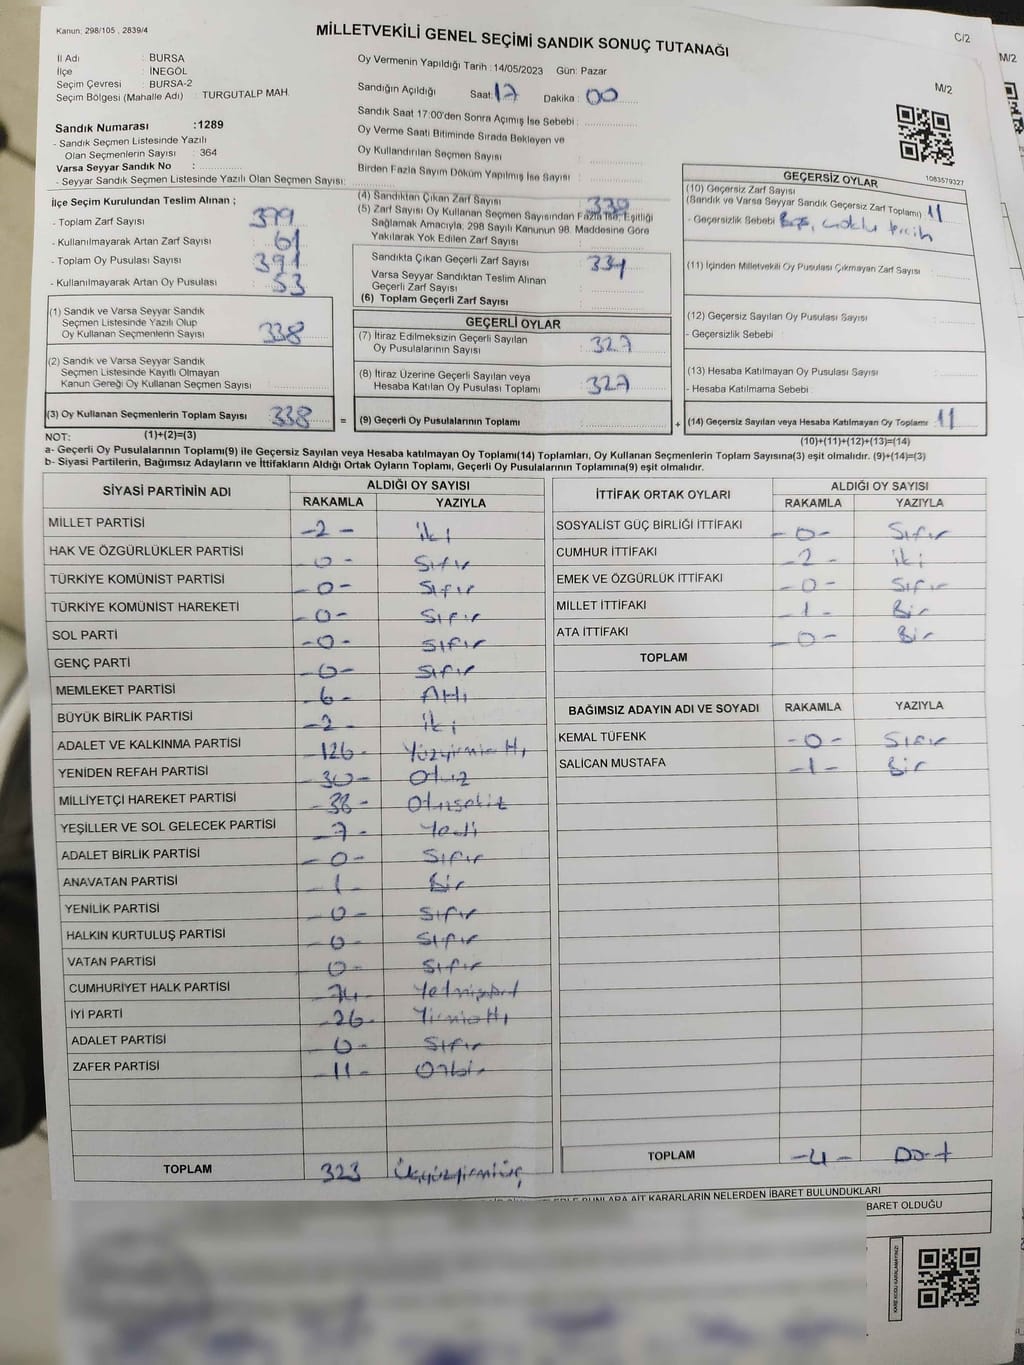 Kanun: 298/105 , 2839/4
MİLLETVEKİLİ GENEL SEÇİMİ SANDIK SONUÇ TUTANAĞI
C/2
M/2
M/2
İl Adı : BURSA
İlçe : İNEGÖL
Seçim Çevresi : BURSA-2
Seçim Bölgesi (Mahalle Adı) : TURGUTALP MAH.
Sandık Numarası :1289
- Sandık Seçmen Listesinde Yazılı
Olan Seçmenlerin Sayısı : 364
Varsa Seyyar Sandık No :
- Seyyar Sandık Seçmen Listesinde Yazılı Olan Seçmen Sayısı:
Oy Vermenin Yapıldığı Tarih : 14/05/2023 Gün: Pazar
Sandığın Açıldığı Saat: 17 Dakika : 00
Sandık Saat 17:00'den Sonra Açımış İse Sebebi :
Oy Verme Saati Bitiminde Sırada Bekleyen ve
Oy Kullandırılan Seçmen Sayısı :
Birden Fazla Sayım Döküm Yapılmış İse Sayısı :
1083579327
İlçe Seçim Kurulundan Teslim Alınan ;
- Toplam Zarf Sayısı : 399
- Kullanılmayarak Artan Zarf Sayısı : 61
- Toplam Oy Pusulası Sayısı : 391
- Kullanılmayarak Artan Oy Pusulası : 53
(4) Sandıktan Çıkan Zarf Sayısı : 338
(5) Zarf Sayısı Oy Kullanan Seçmen Sayısından Fazla İse, Eşitliği
Sağlamak Amacıyla, 298 Sayılı Kanunun 98. Maddesine Göre
Yakılarak Yok Edilen Zarf Sayısı :
Sandıkta Çıkan Geçerli Zarf Sayısı :
Varsa Seyyar Sandıktan Teslim Alınan
Geçerli Zarf Sayısı :
(6) Toplam Geçerli Zarf Sayısı :
GEÇERSİZ OYLAR
(10) Geçersiz Zarf Sayısı
(Sandık ve Varsa Seyyar Sandık Geçersiz Zarf Toplamı) : 11
- Geçersizlik Sebebi :
(11) İçinden Milletvekili Oy Pusulası Çıkmayan Zarf Sayısı :
(12) Geçersiz Sayılan Oy Pusulası Sayısı :
- Geçersizlik Sebebi :
(13) Hesaba Katılmayan Oy Pusulası Sayısı :
- Hesaba Katılmama Sebebi :
(14) Geçersiz Sayılan veya Hesaba Katılmayan Oy Toplamı : 11
(10)+(11)+(12)+(13)=(14)
(1) Sandık ve Varsa Seyyar Sandık
Seçmen Listesinde Yazılı Olup
Oy Kullanan Seçmenlerin Sayısı : 338
(2) Sandık ve Varsa Seyyar Sandık
Seçmen Listesinde Kayıtlı Olmayan
Kanun Gereği Oy Kullanan Seçmen Sayısı :
(3) Oy Kullanan Seçmenlerin Toplam Sayısı : 338 =
(1)+(2)=(3)
GEÇERLİ OYLAR
(7) İtiraz Edilmeksizin Geçerli Sayılan
Oy Pusulalarının Sayısı : 327
(8) İtiraz Üzerine Geçerli Sayılan veya
Hesaba Katılan Oy Pusulası Toplamı : 327
(9) Geçerli Oy Pusulalarının Toplamı : +
NOT:
a- Geçerli Oy Pusulalarının Toplamı(9) ile Geçersiz Sayılan veya Hesaba katılmayan Oy Toplamı(14) Toplamları, Oy Kullanan Seçmenlerin Toplam Sayısına(3) eşit olmalıdır. (9)+(14)=(3)
b- Siyasi Partilerin, Bağımsız Adayların ve İttifakların Aldığı Ortak Oyların Toplamı, Geçerli Oy Pusulalarının Toplamına(9) eşit olmalıdır.
SİYASİ PARTİNİN ADI ALDIĞI OY SAYISI
RAKAMLA YAZIYLA
MİLLET PARTİSİ -2- iki
HAK VE ÖZGÜRLÜKLER PARTİSİ -0- Sıfır
TÜRKİYE KOMÜNİST PARTİSİ -0- Sıfır
TÜRKİYE KOMÜNİST HAREKETİ -0- Sıfır
SOL PARTİ -0- Sıfır
GENÇ PARTİ -0- Sıfır
MEMLEKET PARTİSİ -6- Altı
BÜYÜK BİRLİK PARTİSİ -2- iki
ADALET VE KALKINMA PARTİSİ -126- Yüzyirmialtı
YENİDEN REFAH PARTİSİ -30- Otuz
MİLLİYETÇİ HAREKET PARTİSİ -38- Otuzsekiz
YEŞİLLER VE SOL GELECEK PARTİSİ -7- Yedi
ADALET BİRLİK PARTİSİ -0- Sıfır
ANAVATAN PARTİSİ -1- Bir
YENİLİK PARTİSİ -0- Sıfır
HALKIN KURTULUŞ PARTİSİ -0- Sıfır
VATAN PARTİSİ -0- Sıfır
CUMHURİYET HALK PARTİSİ -74- Yetmişdört
İYİ PARTİ -26- Yirmialtı
ADALET PARTİSİ -0- Sıfır
ZAFER PARTİSİ -11- Onbir
TOPLAM 323 Üçyüzyirmiüç
İTTİFAK ORTAK OYLARI ALDIĞI OY SAYISI
RAKAMLA YAZIYLA
SOSYALİST GÜÇ BİRLİĞİ İTTİFAKI -0- Sıfır
CUMHUR İTTİFAKI -2- iki
EMEK VE ÖZGÜRLÜK İTTİFAKI -0- Sıfır
MİLLET İTTİFAKI -1- Bir
ATA İTTİFAKI -0- Bir
TOPLAM
BAĞIMSIZ ADAYIN ADI VE SOYADI RAKAMLA YAZIYLA
KEMAL TÜFENK -0- Sıfır
SALİCAN MUSTAFA -1- Bir
TOPLAM -4- Dört
BUNLARA AİT KARARLARIN NELERDEN İBARET BULUNDUKLARI
BARET OLDUĞU